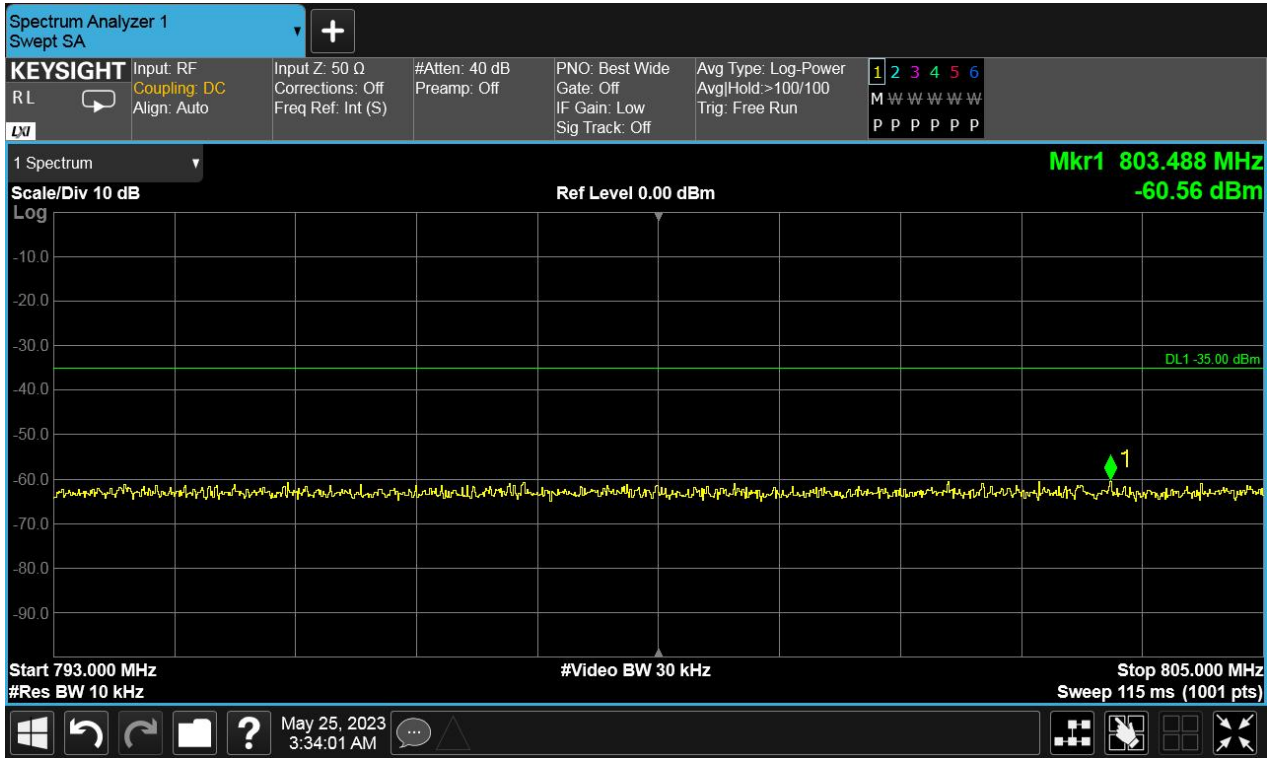 Spectrum Analyzer 1
Swept SA
KEYSIGHT
R L
LXI
Input: RF
Coupling: DC
Align: Auto
Input Z: 50 Ω
Corrections: Off
Freq Ref: Int (S)
#Atten: 40 dB
Preamp: Off
PNO: Best Wide
Gate: Off
IF Gain: Low
Sig Track: Off
Avg Type: Log-Power
Avg|Hold:>100/100
Trig: Free Run
1 2 3 4 5 6
M W W W W W
P P P P P P
1 Spectrum
Mkr1 803.488 MHz
-60.56 dBm
Scale/Div 10 dB
Ref Level 0.00 dBm
Log
-10.0
-20.0
-30.0
DL1 -35.00 dBm
-40.0
-50.0
1
-60.0
-70.0
-80.0
-90.0
Start 793.000 MHz
#Video BW 30 kHz
Stop 805.000 MHz
#Res BW 10 kHz
Sweep 115 ms (1001 pts)
?
May 25, 2023
3:34:01 AM